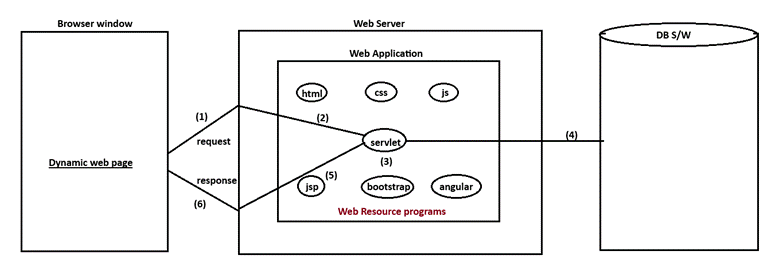 Browser window
Web Server
DB S/W
Web Application
html
css
js
(1)
(2)
request
servlet
(4)
(3)
Dynamic web page
response
(5)
jsp
bootstrap
angular
(6)
Web Resource programs